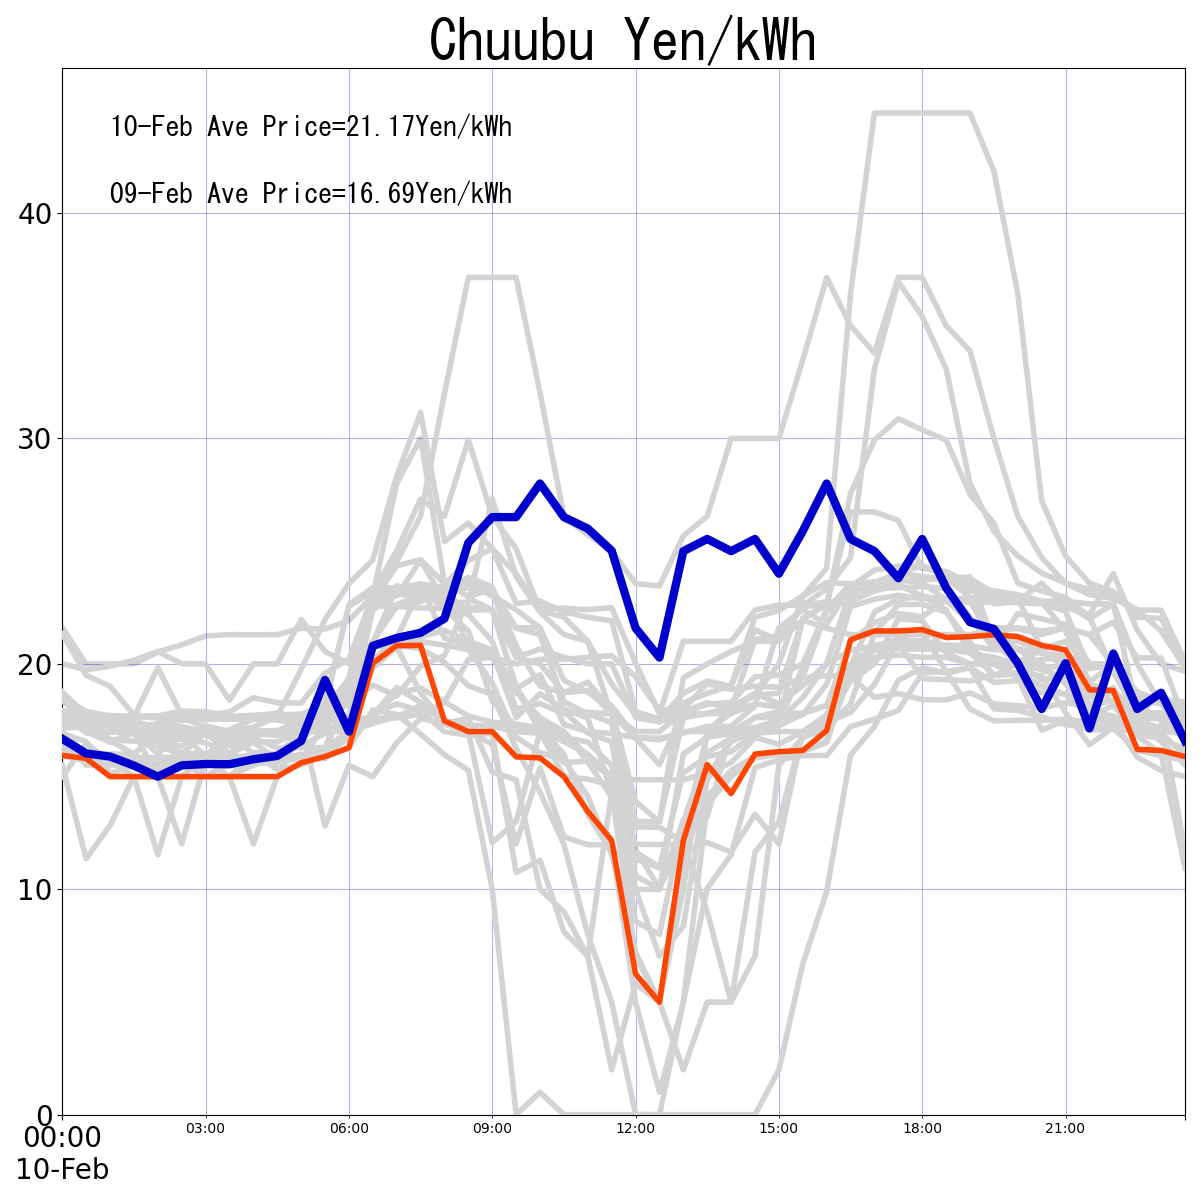 Chuubu Yen/kWh
10-Feb Ave Price=21.17Yen/kWh
09-Feb Ave Price=16.69Yen/kWh
40
30
20
10
0
00:00 03:00 06:00 09:00 12:00 15:00 18:00 21:00
10-Feb